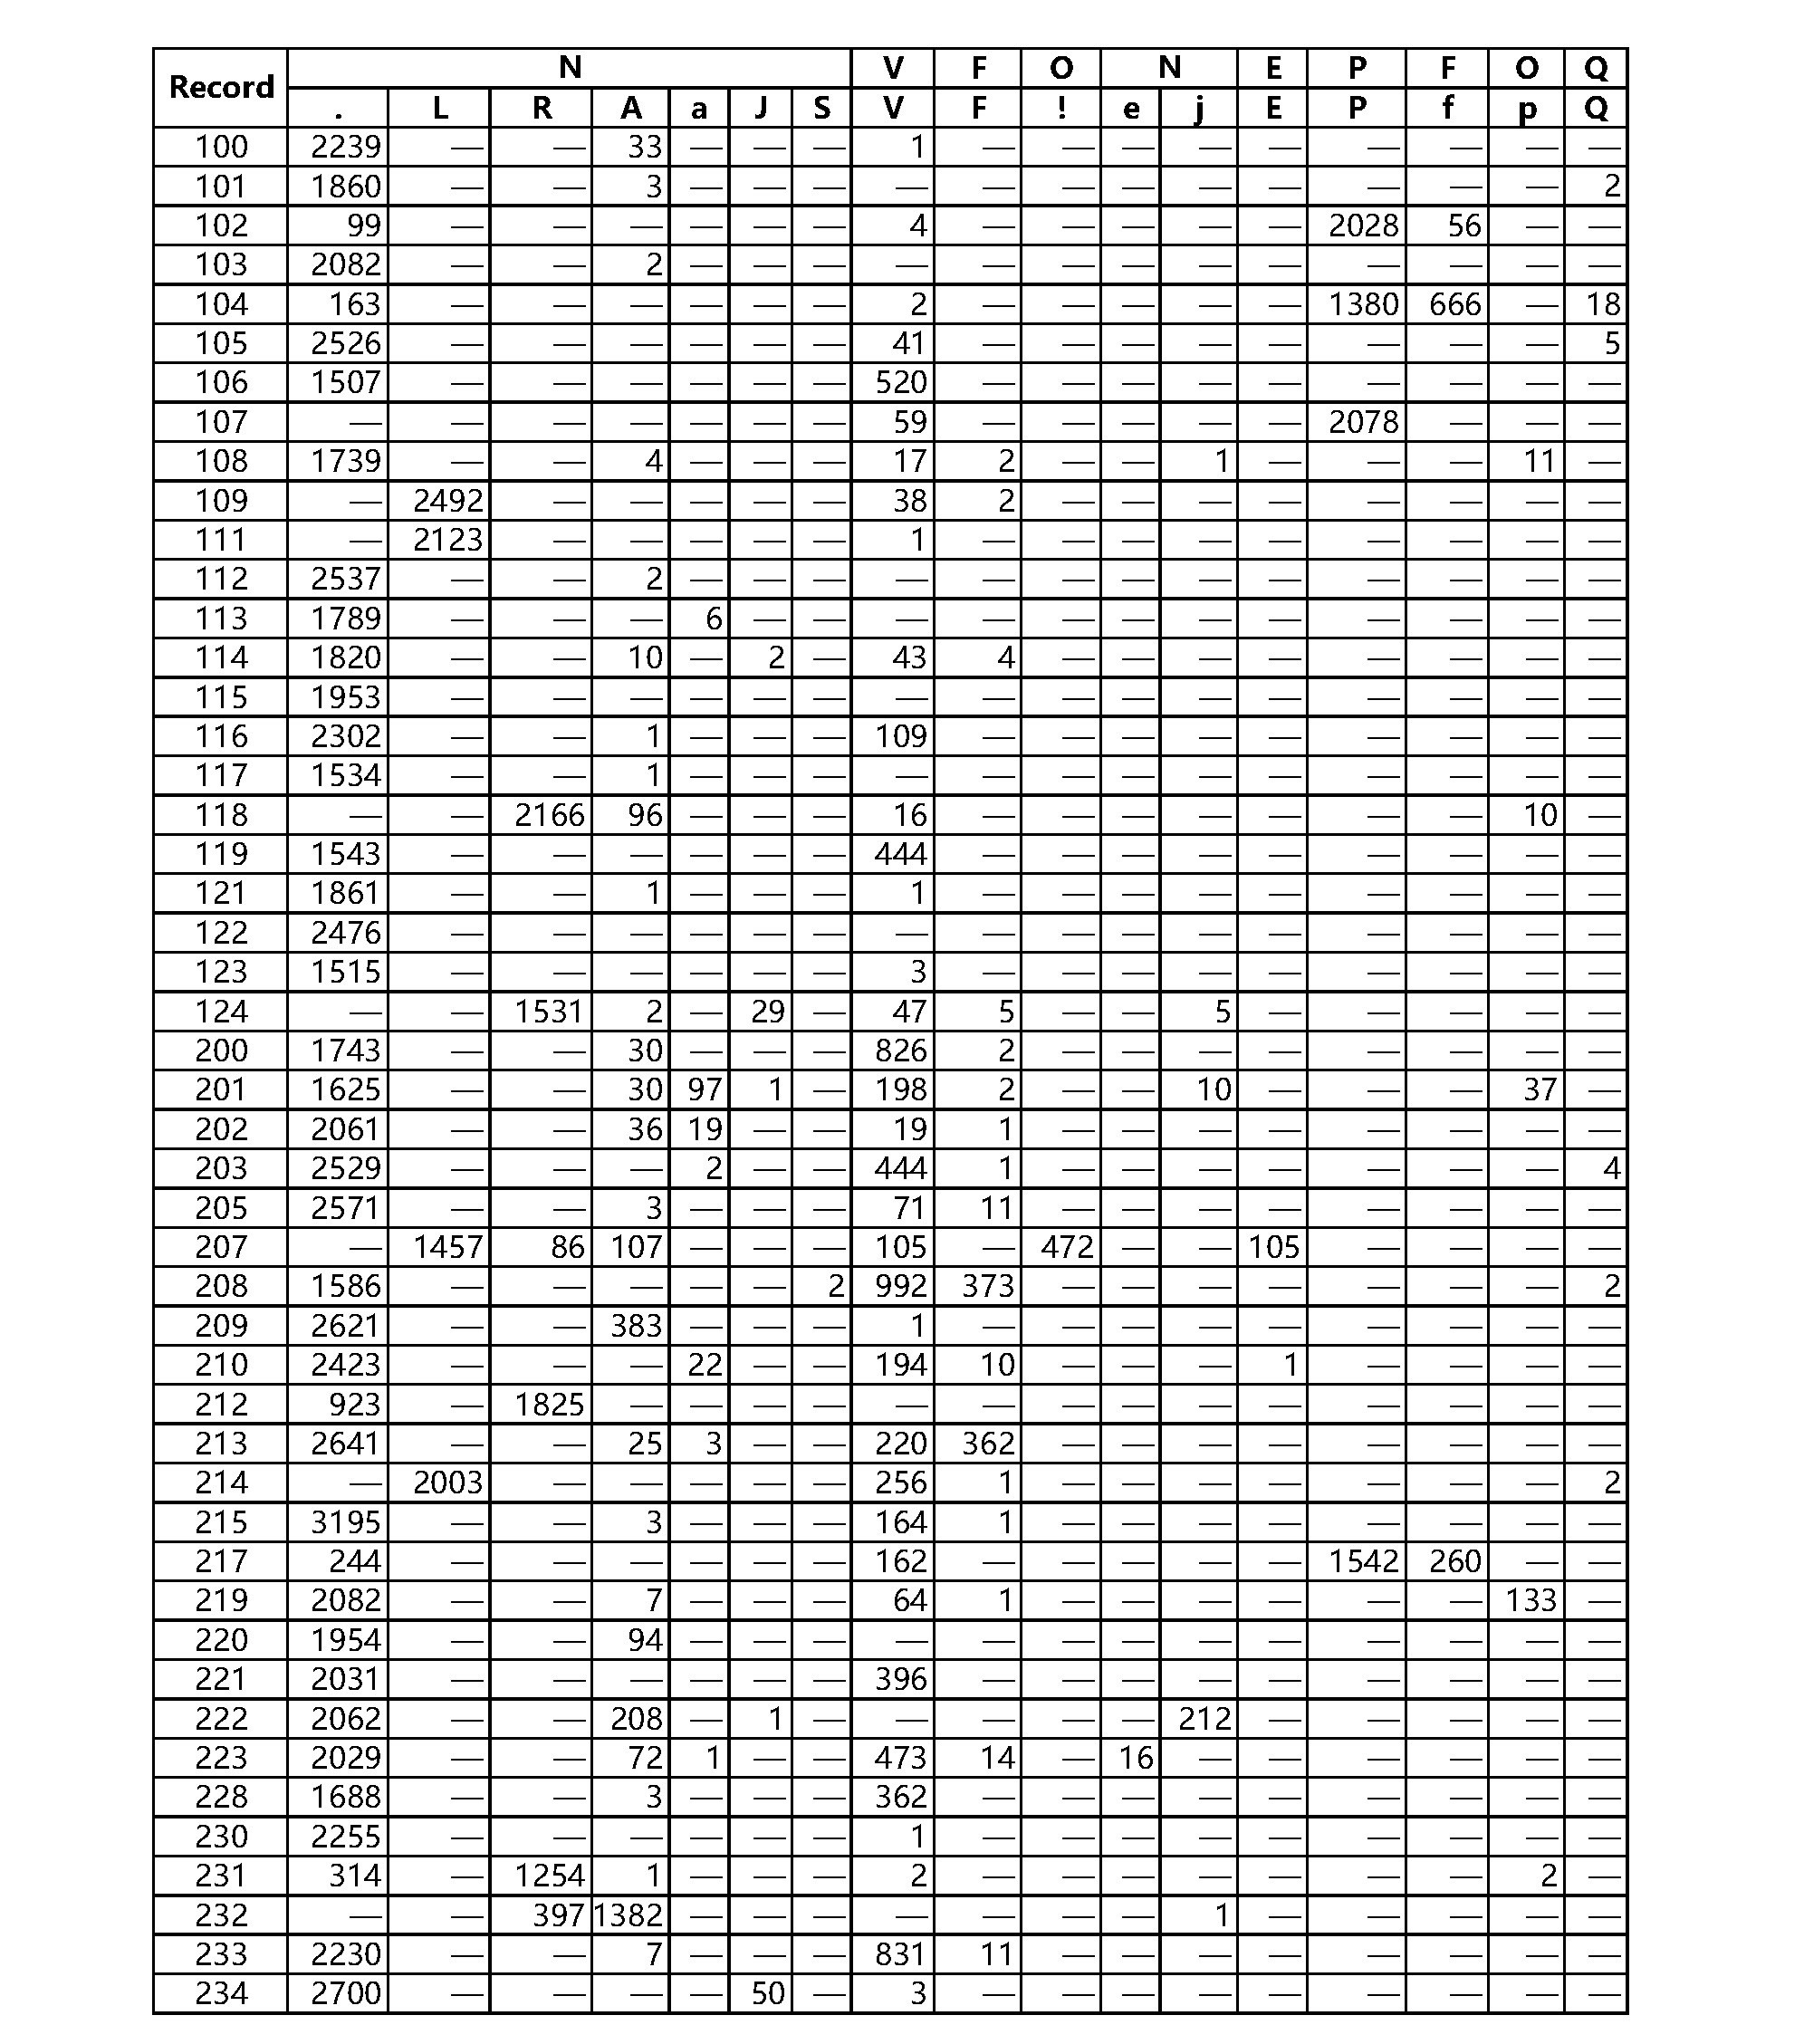 Record N V F O N E P F O Q
. L R A a J S V F ! e j E P f p Q
100 2239 — — 33 — — — 1 — — — — — — — — —
101 1860 — — 3 — — — — — — — — — — — — 2
102 99 — — — — — — 4 — — — — — 2028 56 — —
103 2082 — — 2 — — — — — — — — — — — — —
104 163 — — — — — — 2 — — — — — 1380 666 — 18
105 2526 — — — — — — 41 — — — — — — — — 5
106 1507 — — — — — — 520 — — — — — — — — —
107 — — — — — — — 59 — — — — — 2078 — — —
108 1739 — — 4 — — — 17 2 — — 1 — — — 11 —
109 — 2492 — — — — — 38 2 — — — — — — — —
111 — 2123 — — — — — 1 — — — — — — — — —
112 2537 — — 2 — — — — — — — — — — — — —
113 1789 — — — 6 — — — — — — — — — — — —
114 1820 — — 10 — 2 — 43 4 — — — — — — — —
115 1953 — — — — — — — — — — — — — — — —
116 2302 — — 1 — — — 109 — — — — — — — — —
117 1534 — — 1 — — — — — — — — — — — — —
118 — — 2166 96 — — — 16 — — — — — — — 10 —
119 1543 — — — — — — 444 — — — — — — — — —
121 1861 — — 1 — — — 1 — — — — — — — — —
122 2476 — — — — — — — — — — — — — — — —
123 1515 — — — — — — 3 — — — — — — — — —
124 — — 1531 2 — 29 — 47 5 — — 5 — — — — —
200 1743 — — 30 — — — 826 2 — — — — — — — —
201 1625 — — 30 97 1 — 198 2 — — 10 — — — 37 —
202 2061 — — 36 19 — — 19 1 — — — — — — — —
203 2529 — — — 2 — — 444 1 — — — — — — — 4
205 2571 — — 3 — — — 71 11 — — — — — — — —
207 — 1457 86 107 — — — 105 — 472 — — 105 — — — —
208 1586 — — — — — 2 992 373 — — — — — — — 2
209 2621 — — 383 — — — 1 — — — — — — — — —
210 2423 — — — 22 — — 194 10 — — — 1 — — — —
212 923 — 1825 — — — — — — — — — — — — — —
213 2641 — — 25 3 — — 220 362 — — — — — — — —
214 — 2003 — — — — — 256 1 — — — — — — — 2
215 3195 — — 3 — — — 164 1 — — — — — — — —
217 244 — — — — — — 162 — — — — — 1542 260 — —
219 2082 — — 7 — — — 64 1 — — — — — — 133 —
220 1954 — — 94 — — — — — — — — — — — — —
221 2031 — — — — — — 396 — — — — — — — — —
222 2062 — — 208 — 1 — — — — — 212 — — — — —
223 2029 — — 72 1 — — 473 14 — 16 — — — — — —
228 1688 — — 3 — — — 362 — — — — — — — — —
230 2255 — — — — — — 1 — — — — — — — — —
231 314 — 1254 1 — — — 2 — — — — — — — 2 —
232 — — 397 1382 — — — — — — — 1 — — — — —
233 2230 — — 7 — — — 831 11 — — — — — — — —
234 2700 — — — — 50 — 3 — — — — — — — — —